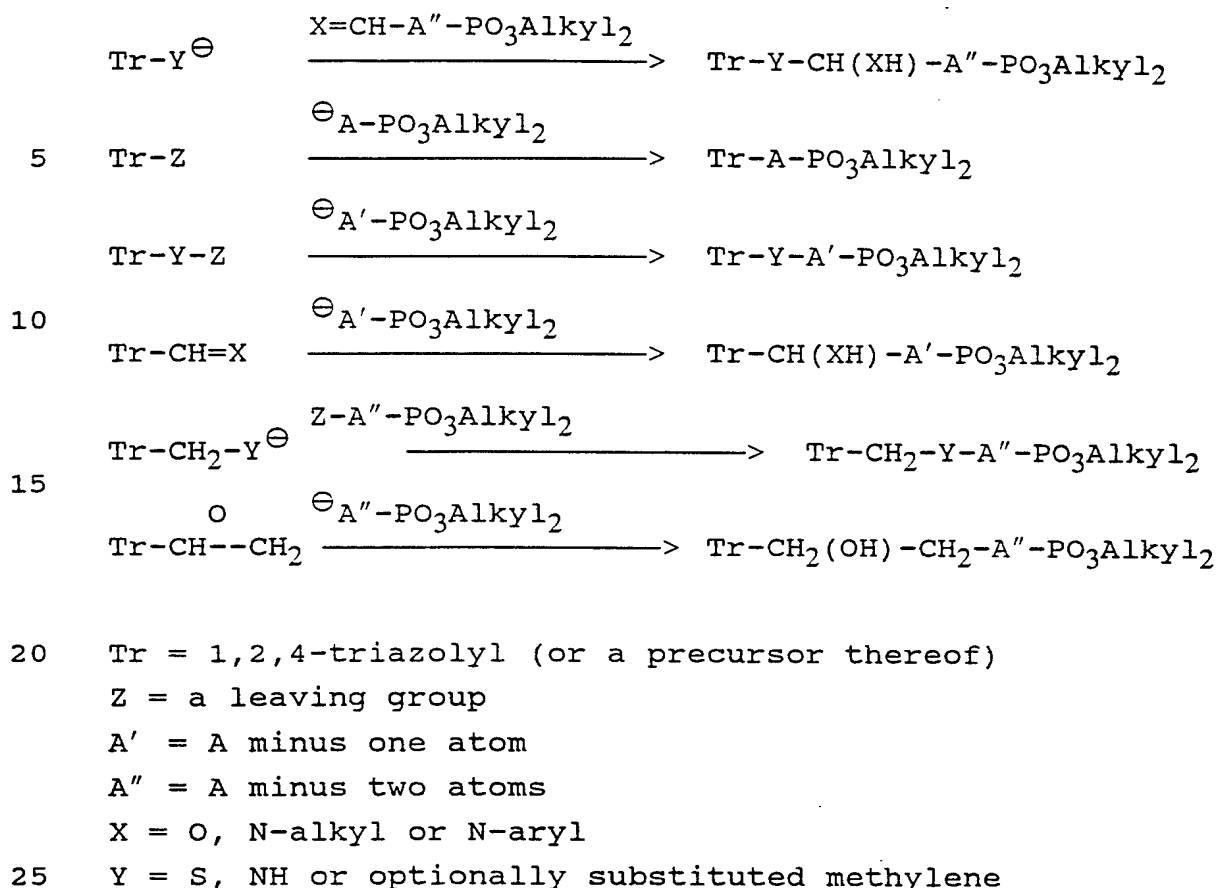 X=CH-A″-PO₃Alkyl₂
Tr-Y⊖ ————————> Tr-Y-CH(XH)-A″-PO₃Alkyl₂
⊖A-PO₃Alkyl₂
5 Tr-Z ————————> Tr-A-PO₃Alkyl₂
⊖A′-PO₃Alkyl₂
Tr-Y-Z ————————> Tr-Y-A′-PO₃Alkyl₂
10 ⊖A′-PO₃Alkyl₂
Tr-CH=X ————————> Tr-CH(XH)-A′-PO₃Alkyl₂
Z-A″-PO₃Alkyl₂
Tr-CH₂-Y⊖ ————————> Tr-CH₂-Y-A″-PO₃Alkyl₂
15
O ⊖A″-PO₃Alkyl₂
Tr-CH--CH₂ ————————> Tr-CH₂(OH)-CH₂-A″-PO₃Alkyl₂
20 Tr = 1,2,4-triazolyl (or a precursor thereof)
Z = a leaving group
A′ = A minus one atom
A″ = A minus two atoms
X = O, N-alkyl or N-aryl
25 Y = S, NH or optionally substituted methylene